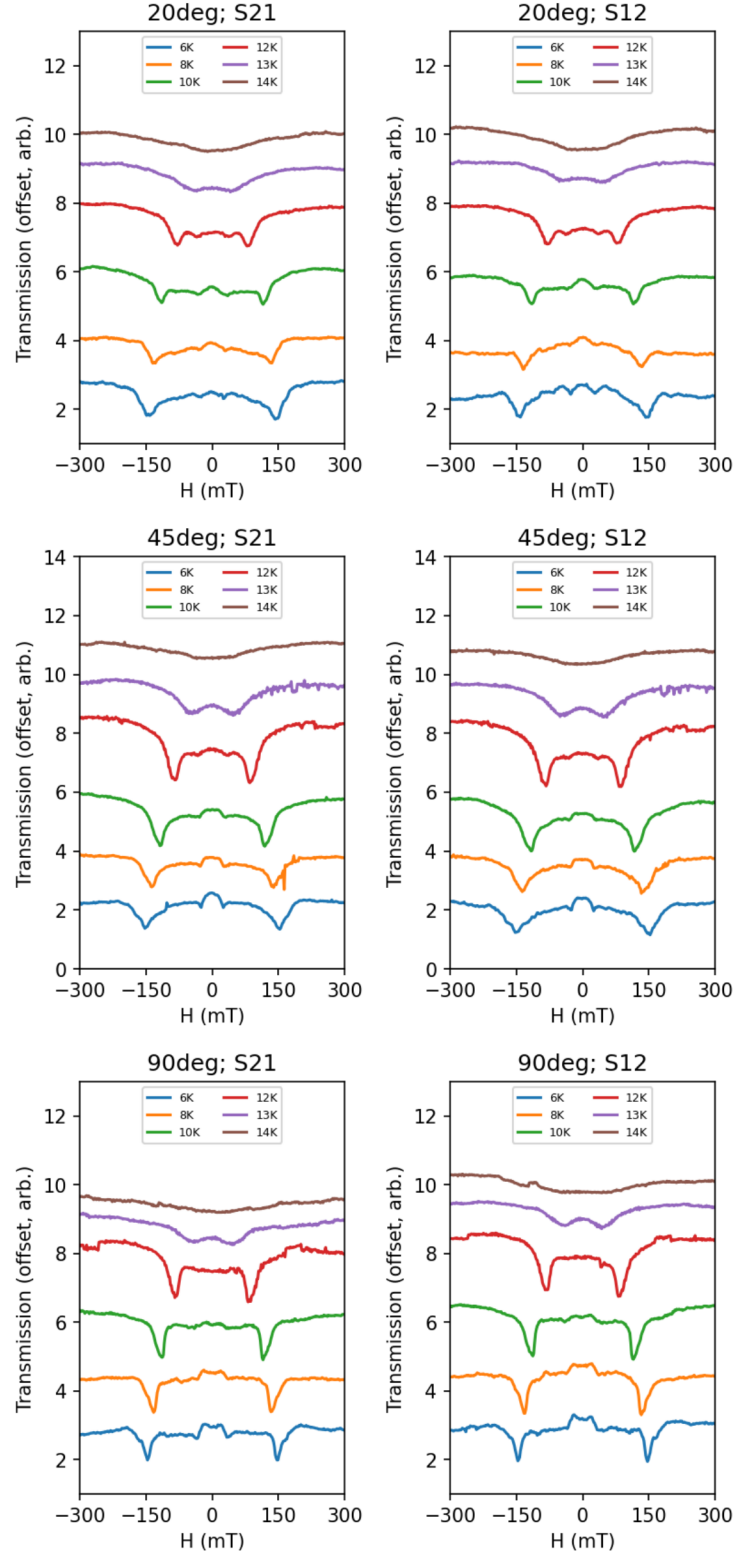 20deg; S21
20deg; S12
6K 12K
8K 13K
10K 14K
6K 12K
8K 13K
10K 14K
Transmission (offset, arb.)
12
10
8
6
4
2
−300 −150 0 150 300
H (mT)
Transmission (offset, arb.)
12
10
8
6
4
2
−300 −150 0 150 300
H (mT)
45deg; S21
45deg; S12
6K 12K
8K 13K
10K 14K
6K 12K
8K 13K
10K 14K
Transmission (offset, arb.)
14
12
10
8
6
4
2
0
−300 −150 0 150 300
H (mT)
Transmission (offset, arb.)
14
12
10
8
6
4
2
0
−300 −150 0 150 300
H (mT)
90deg; S21
90deg; S12
6K 12K
8K 13K
10K 14K
6K 12K
8K 13K
10K 14K
Transmission (offset, arb.)
12
10
8
6
4
2
−300 −150 0 150 300
H (mT)
Transmission (offset, arb.)
12
10
8
6
4
2
−300 −150 0 150 300
H (mT)